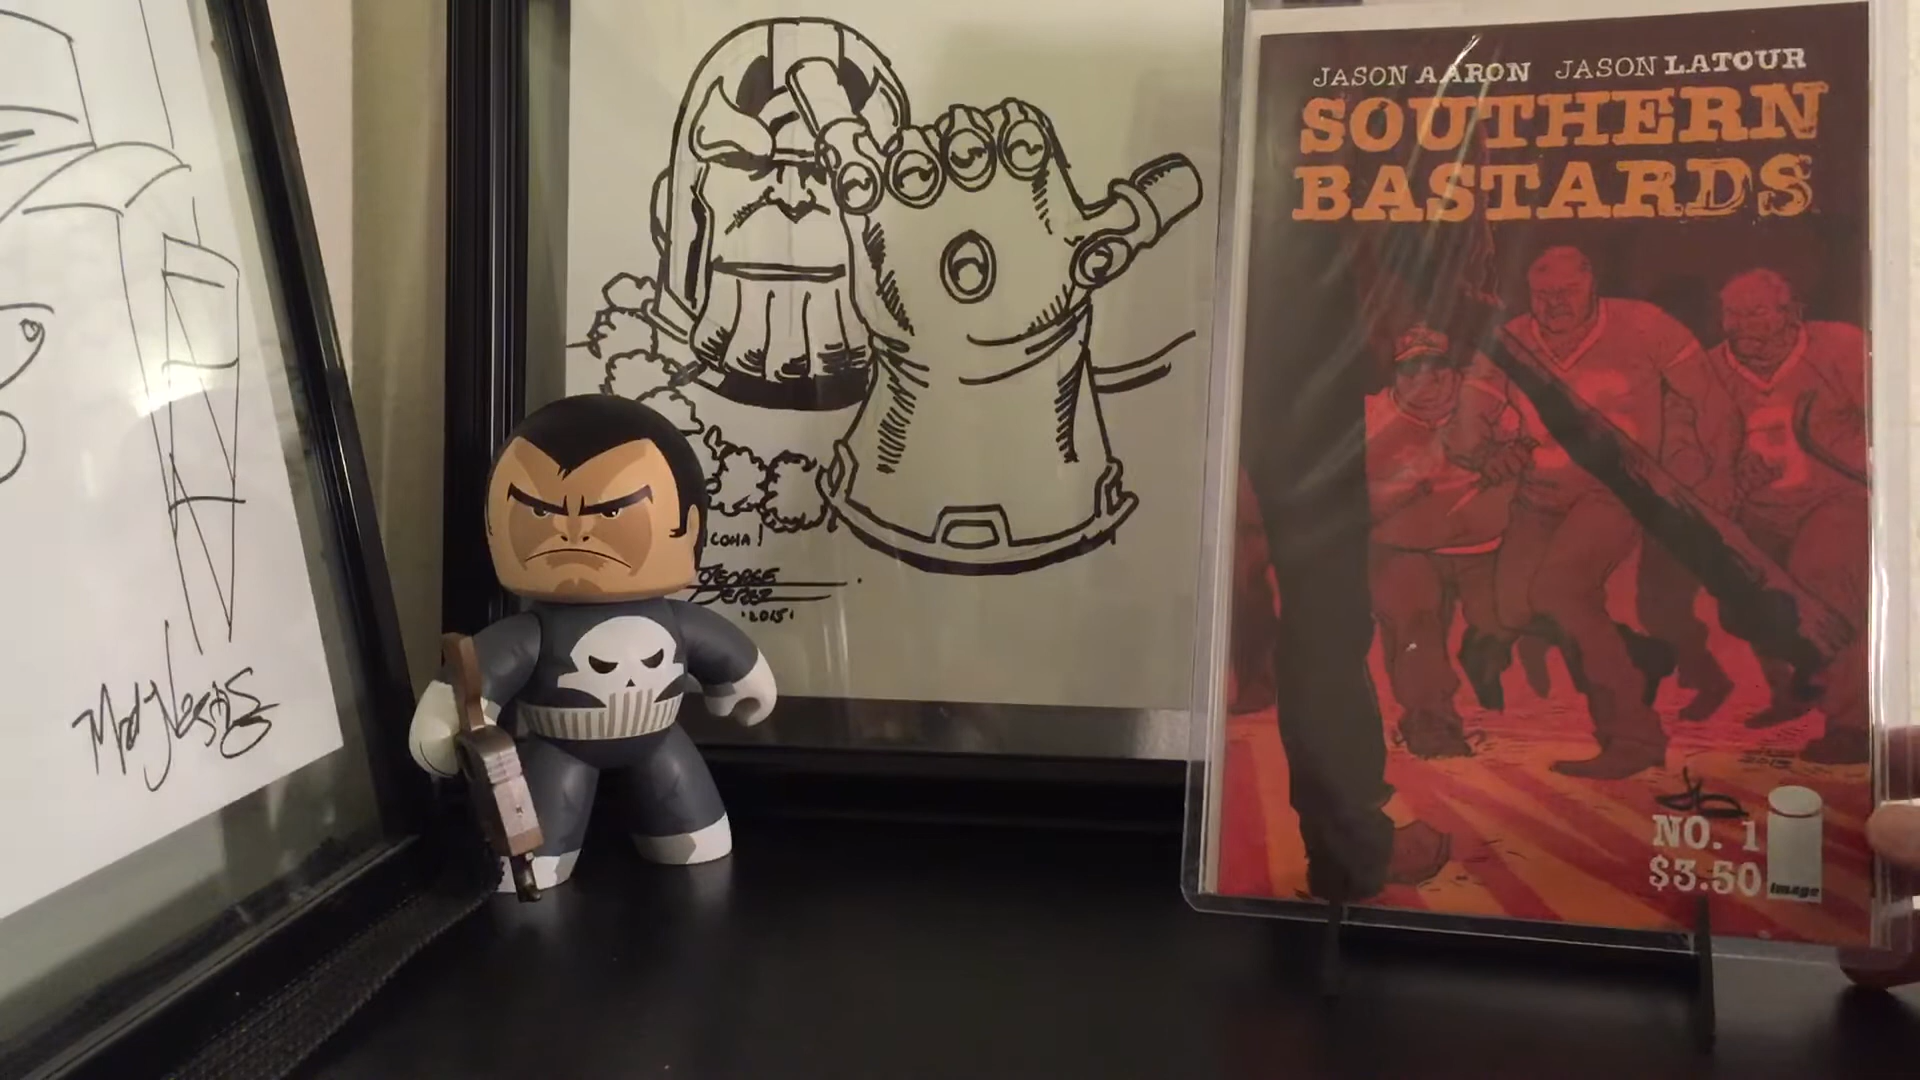 JASON AARON JASON LATOUR
SOUTHERN
BASTARDS
NO. 1
$3.50
image
GEORGE
PEREZ
'2015'